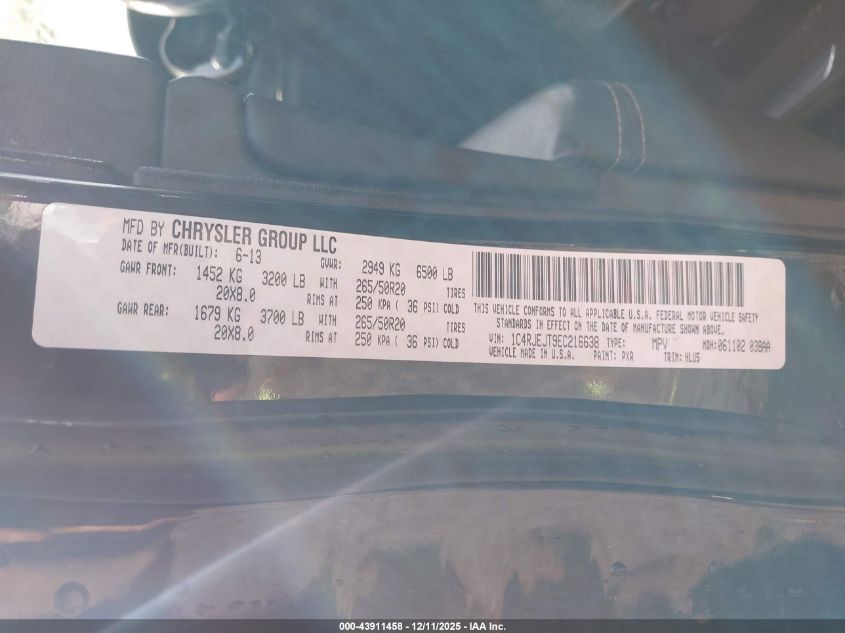 MFD BY CHRYSLER GROUP LLC
DATE OF MFR(BUILT): 6-13 GVWR: 2949 KG 6500 LB
GAWR FRONT: 1452 KG 3200 LB WITH 265/50R20 TIRES
20X8.0 RIMS AT 250 KPA ( 36 PSI) COLD
GAWR REAR: 1679 KG 3700 LB WITH 265/50R20 TIRES
20X8.0 RIMS AT 250 KPA ( 36 PSI) COLD
THIS VEHICLE CONFORMS TO ALL APPLICABLE U.S.A. FEDERAL MOTOR VEHICLE SAFETY
STANDARDS IN EFFECT ON THE DATE OF MANUFACTURE SHOWN ABOVE.
VIN: 1C4RJEJT9EC216638 TYPE: MPV MDH:061102 038AA
VEHICLE MADE IN U.S.A. PAINT: PXR TRIM: HLUS
000-43911458 - 12/11/2025 - IAA Inc.